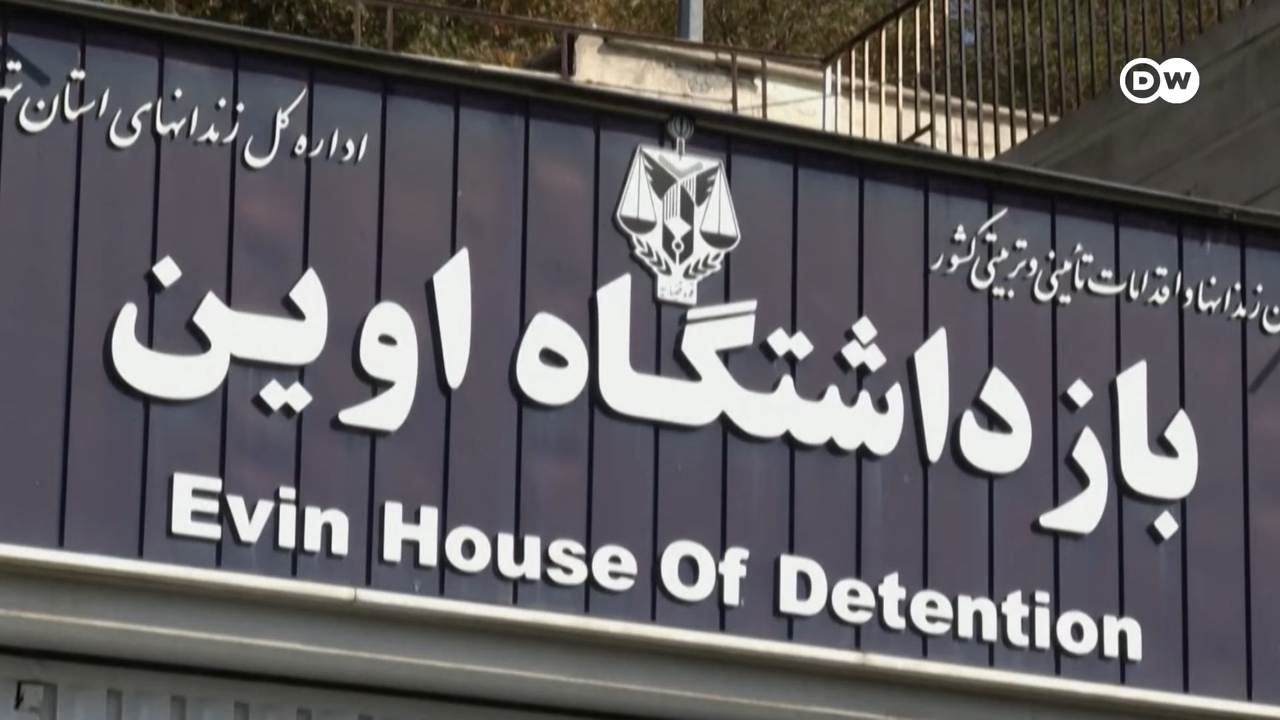 DW
زندانها و اقدامات تأمینی و تربیتی کشور
اداره کل زندانهای استان
بازداشتگاه اوین
Evin House Of Detention